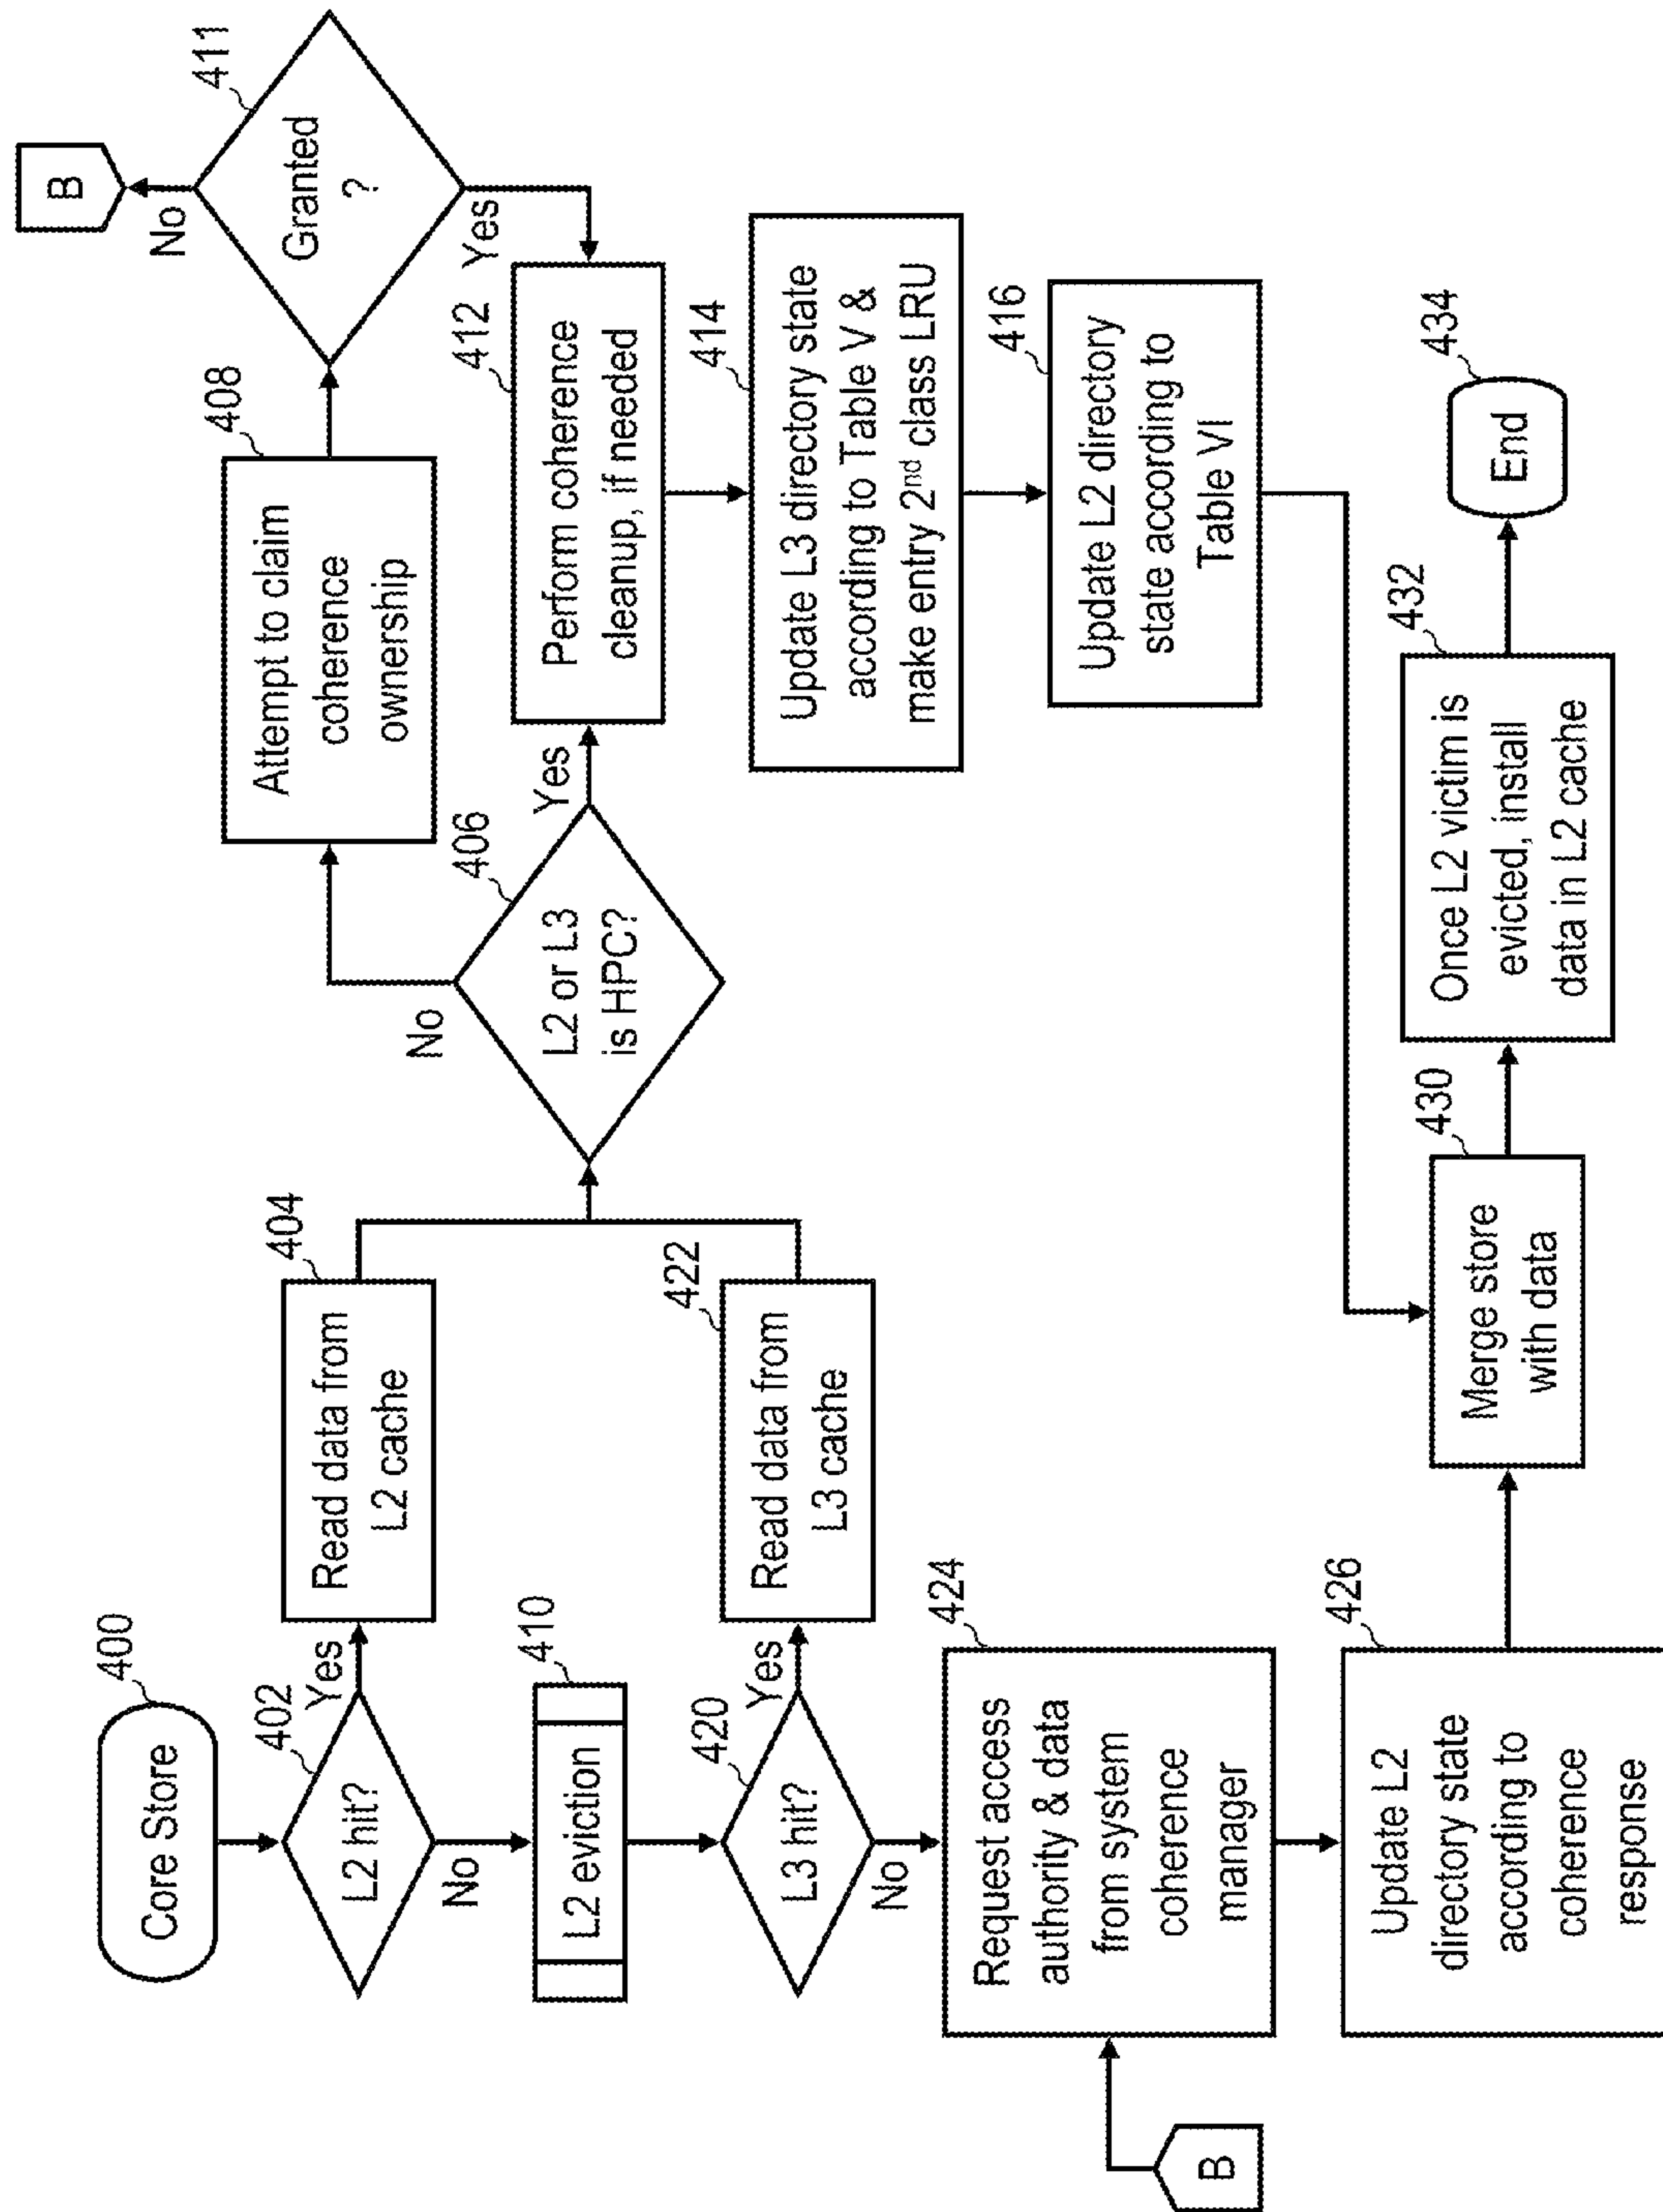 400
Core Store
402
L2 hit?
Yes
No
404
Read data from
L2 cache
410
L2 eviction
420
L3 hit?
Yes
No
422
Read data from
L3 cache
406
L2 or L3
is HPC?
No
Yes
408
Attempt to claim
coherence
ownership
411
Granted
?
No
Yes
B
412
Perform coherence
cleanup, if needed
414
Update L3 directory state
according to Table V &
make entry 2nd class LRU
416
Update L2 directory
state according to
Table VI
B
424
Request access
authority & data
from system
coherence
manager
426
Update L2
directory state
according to
coherence
response
430
Merge store
with data
432
Once L2 victim is
evicted, install
data in L2 cache
434
End